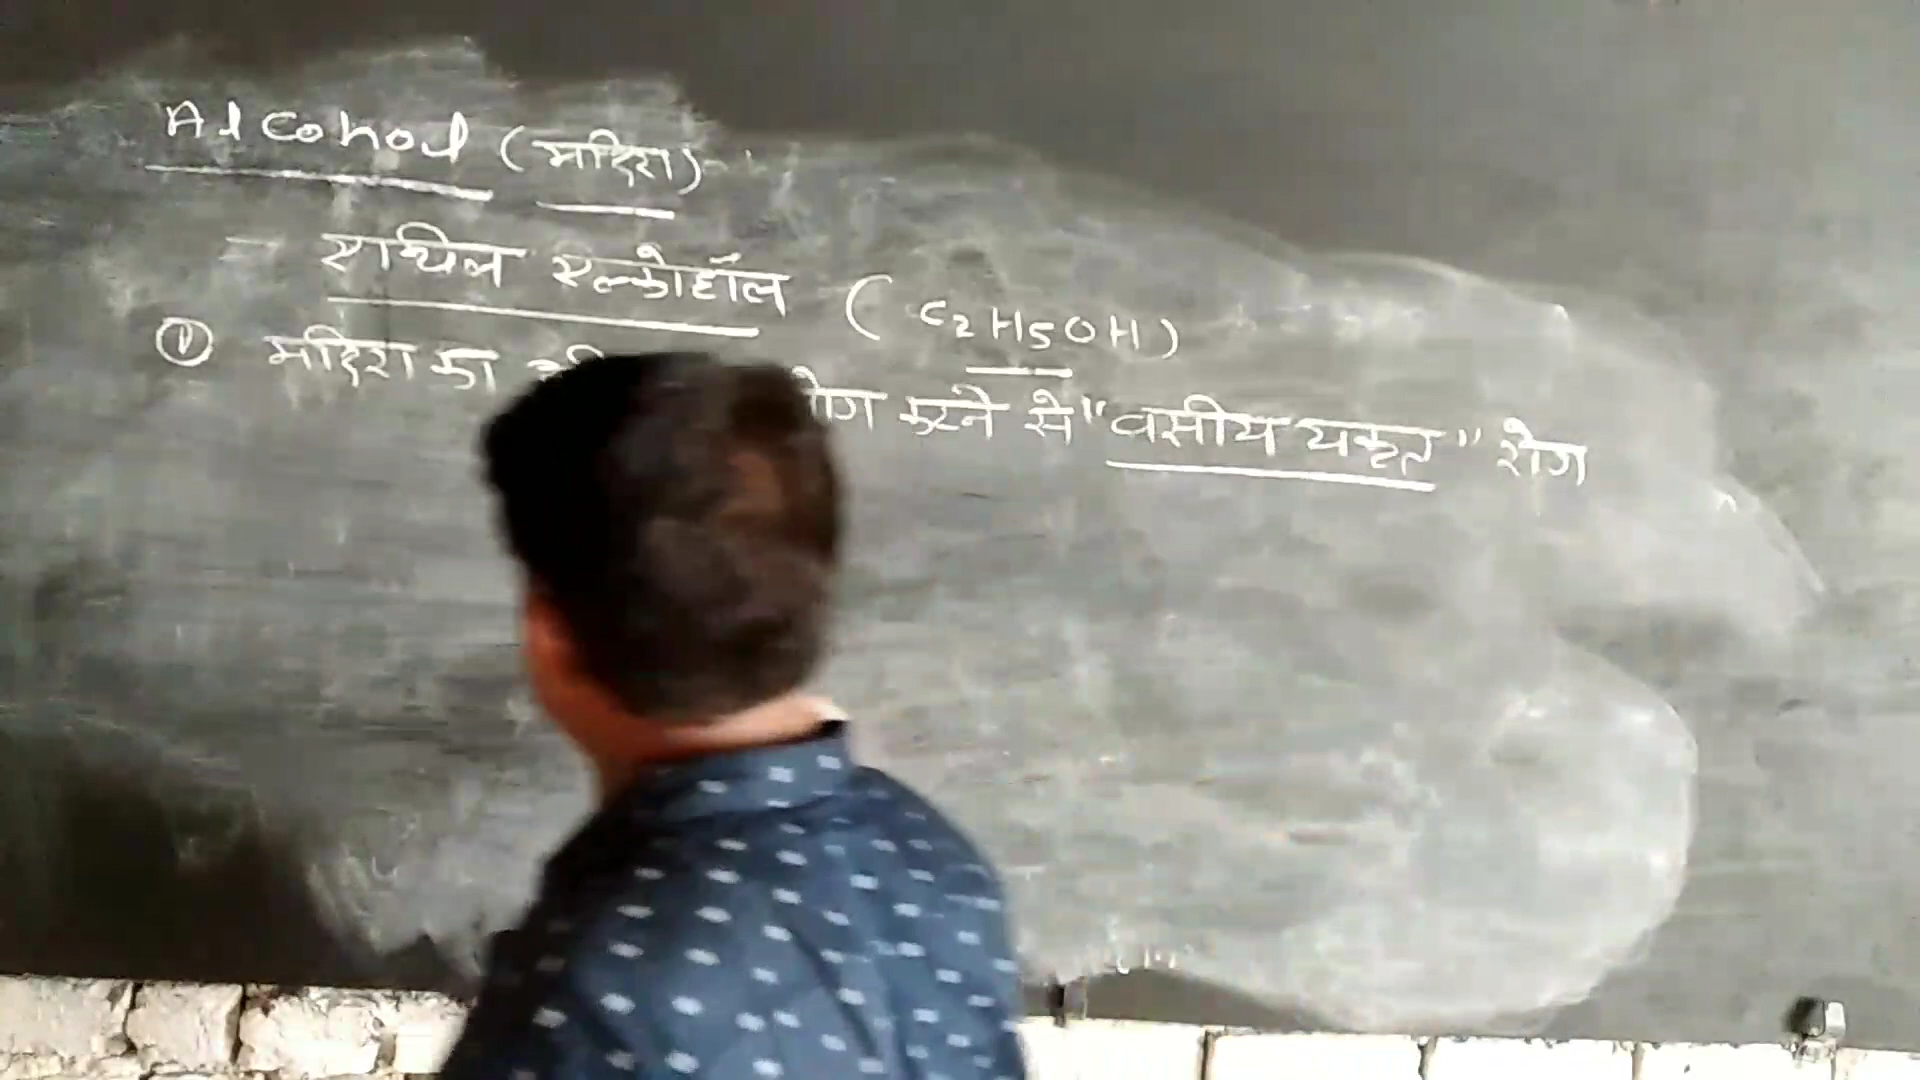 Alcohol (मदिरा)
एथिल एल्कोहॉल (C2H5OH)
① मदिरा का करने से "वसीय यकृत" रोग